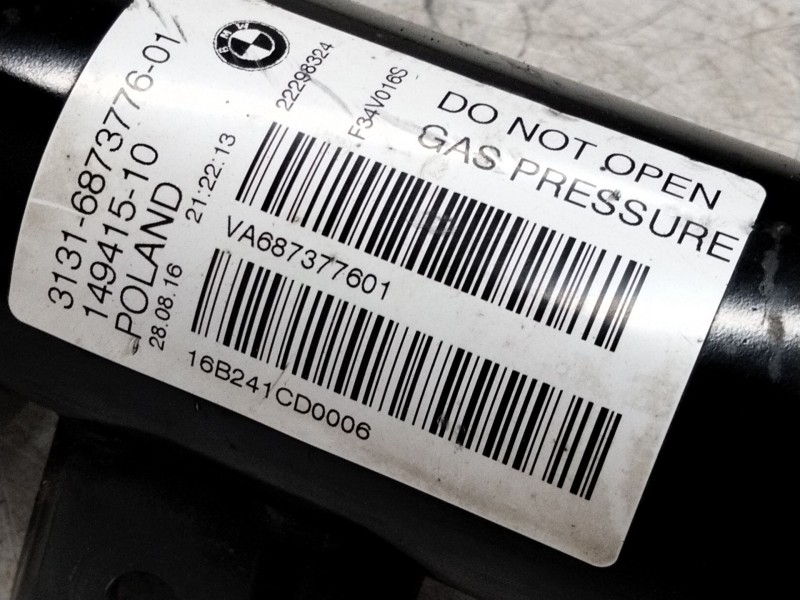 BMW
3131-6873776-01
149415-10
POLAND
28.08.16 21:22:13
22298324
F34V016S
DO NOT OPEN
GAS PRESSURE
VA687377601
16B241CD0006